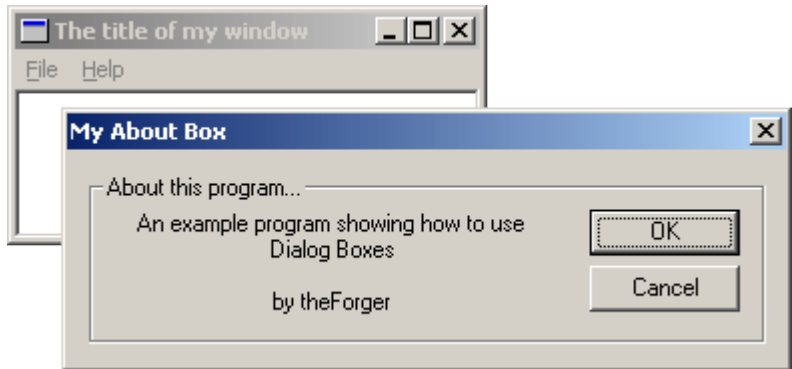 The title of my window
File Help
My About Box
About this program...
An example program showing how to use
Dialog Boxes
by theForger
OK
Cancel